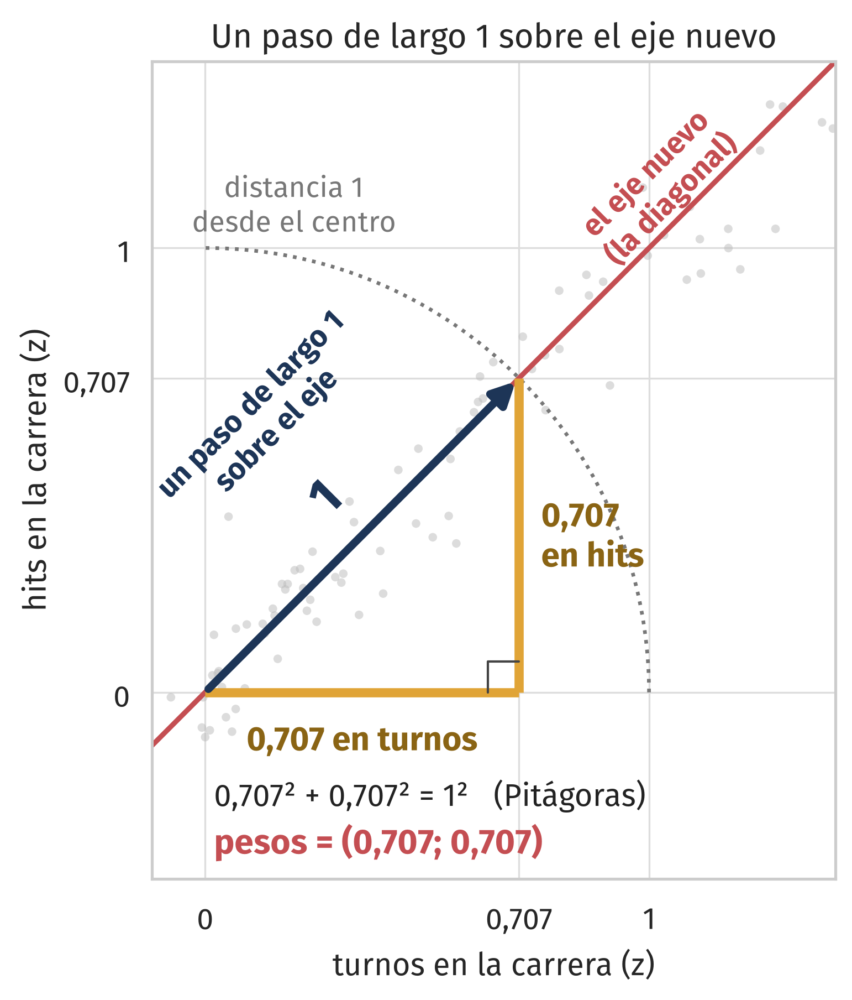 Un paso de largo 1 sobre el eje nuevo
el eje nuevo
(la diagonal)
distancia 1
desde el centro
1
un paso de largo 1
sobre el eje
0,707
hits en la carrera (z)
1
0,707
en hits
0
0,707 en turnos
0,707² + 0,707² = 1² (Pitágoras)
pesos = (0,707; 0,707)
0
0,707
1
turnos en la carrera (z)